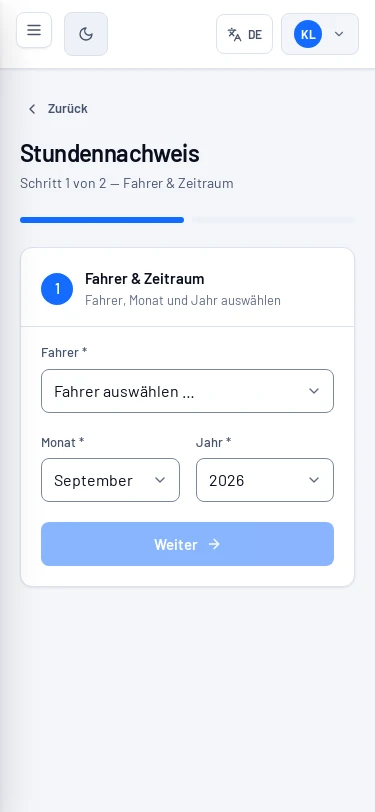 DE
KL
Zurück
Stundennachweis
Schritt 1 von 2 — Fahrer & Zeitraum
1
Fahrer & Zeitraum
Fahrer, Monat und Jahr auswählen
Fahrer *
Fahrer auswählen ...
Monat *
Jahr *
September
2026
Weiter